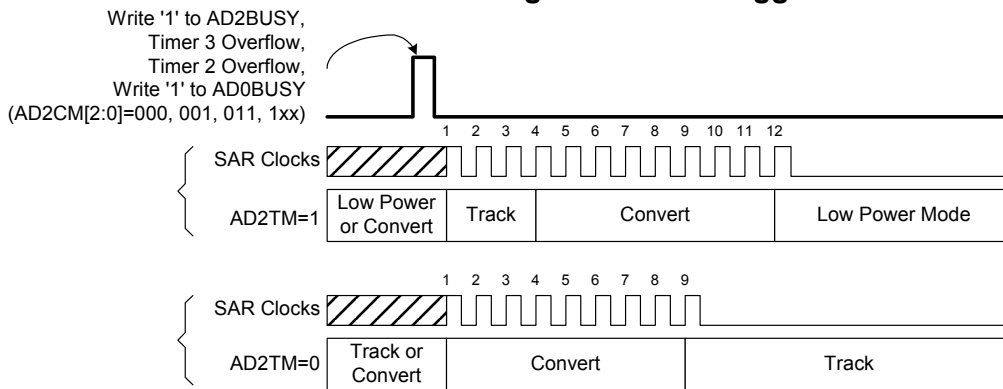 Write '1' to AD2BUSY,
Timer 3 Overflow,
Timer 2 Overflow,
Write '1' to AD0BUSY
(AD2CM[2:0]=000, 001, 011, 1xx)
1 2 3 4 5 6 7 8 9 10 11 12
SAR Clocks
AD2TM=1
Low Power
or Convert
Track
Convert
Low Power Mode
1 2 3 4 5 6 7 8 9
SAR Clocks
AD2TM=0
Track or
Convert
Convert
Track